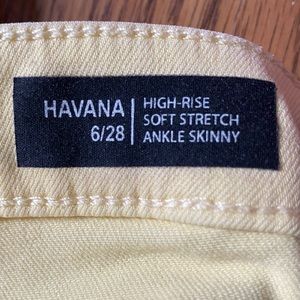 HAVANA
6/28
HIGH-RISE
SOFT STRETCH
ANKLE SKINNY